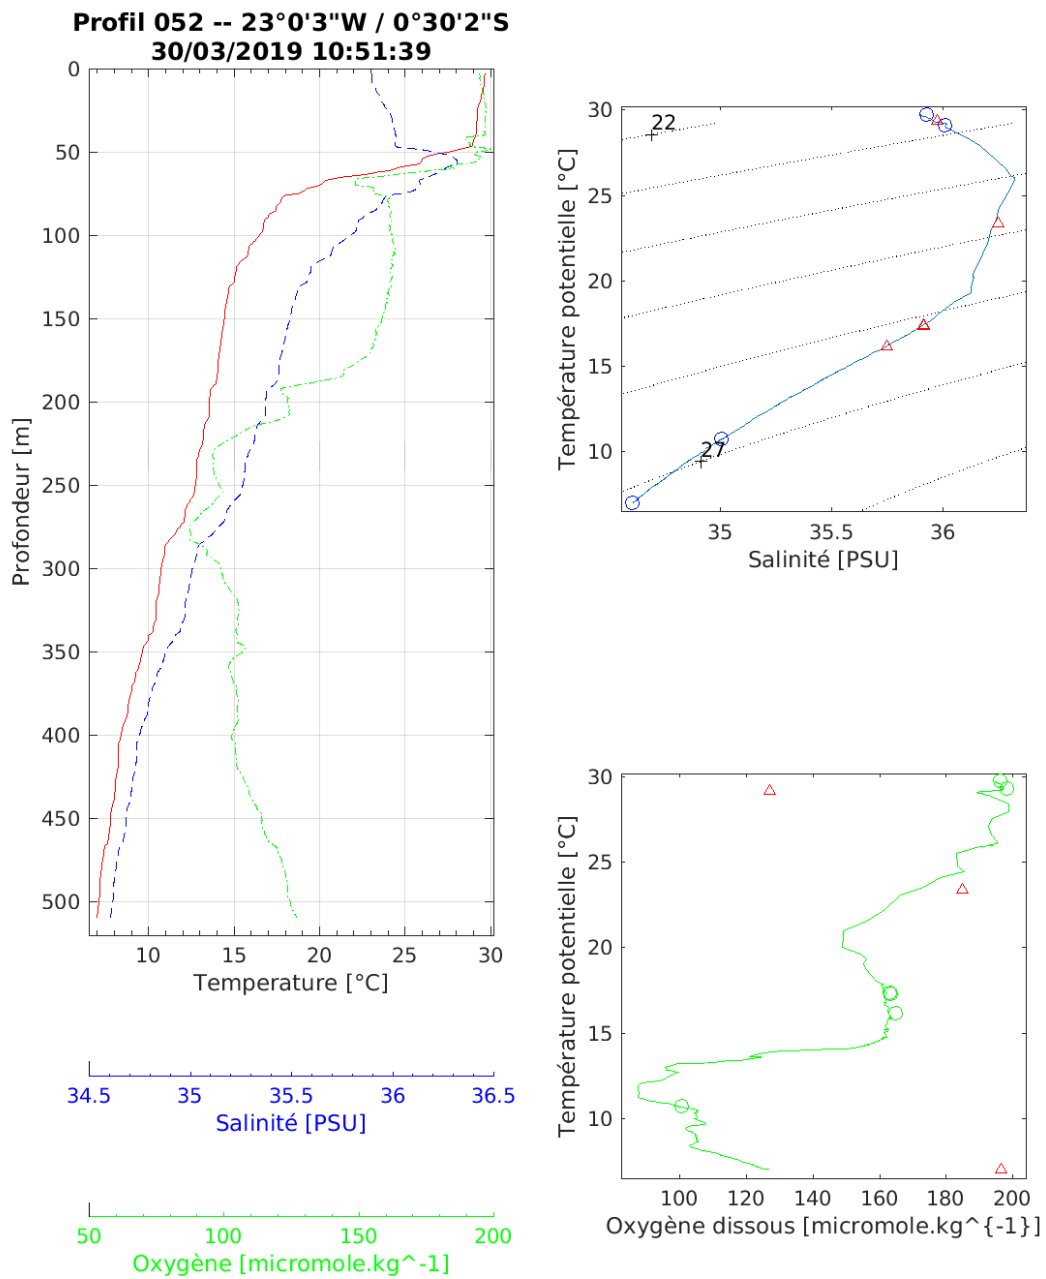 Profil 052 -- 23°0'3"W / 0°30'2"S
30/03/2019 10:51:39
0
50
100
150
200
250
300
350
400
450
500
Profondeur [m]
10 15 20 25 30
Temperature [°C]
34.5 35 35.5 36 36.5
Salinité [PSU]
50 100 150 200
Oxygène [micromole.kg^-1]
30
25
20
15
10
Température potentielle [°C]
22
27
35 35.5 36
Salinité [PSU]
30
25
20
15
10
Température potentielle [°C]
100 120 140 160 180 200
Oxygène dissous [micromole.kg^{-1}]